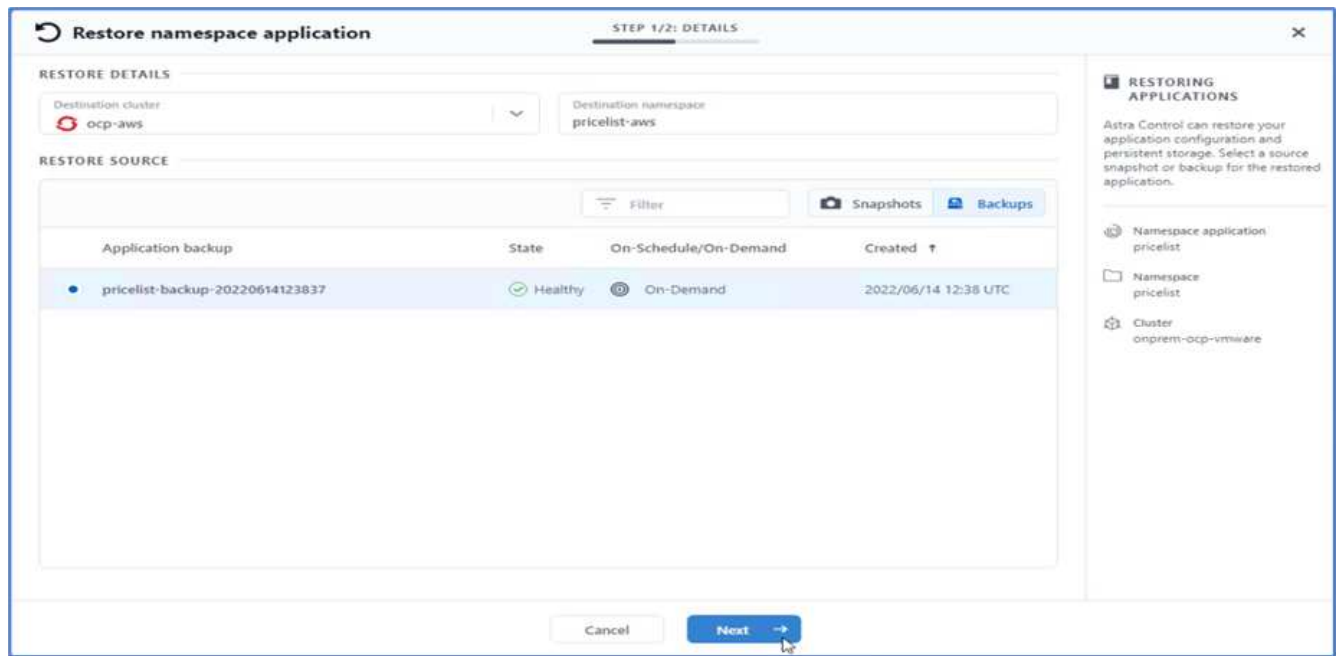 Restore namespace application
STEP 1/2: DETAILS
RESTORE DETAILS
Destination cluster
ocp-aws
Destination namespace
pricelist-aws
RESTORE SOURCE
Filter
Snapshots
Backups
Application backup
State
On-Schedule/On-Demand
Created ↑
pricelist-backup-20220614123837
Healthy
On-Demand
2022/06/14 12:38 UTC
Cancel
Next →
RESTORING
APPLICATIONS
Astra Control can restore your
application configuration and
persistent storage. Select a source
snapshot or backup for the restored
application.
Namespace application
pricelist
Namespace
pricelist
Cluster
onprem-ocp-vmware